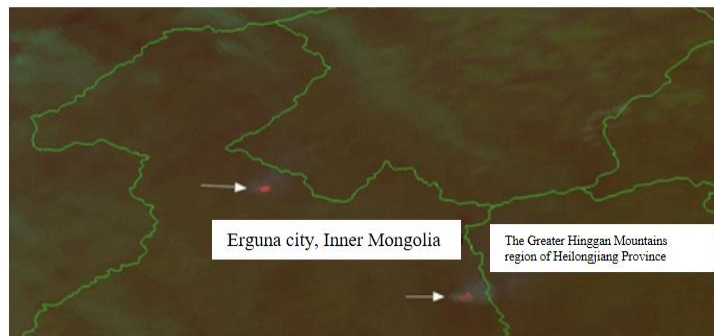 Erguna city, Inner Mongolia
The Greater Hinggan Mountains
region of Heilongjiang Province